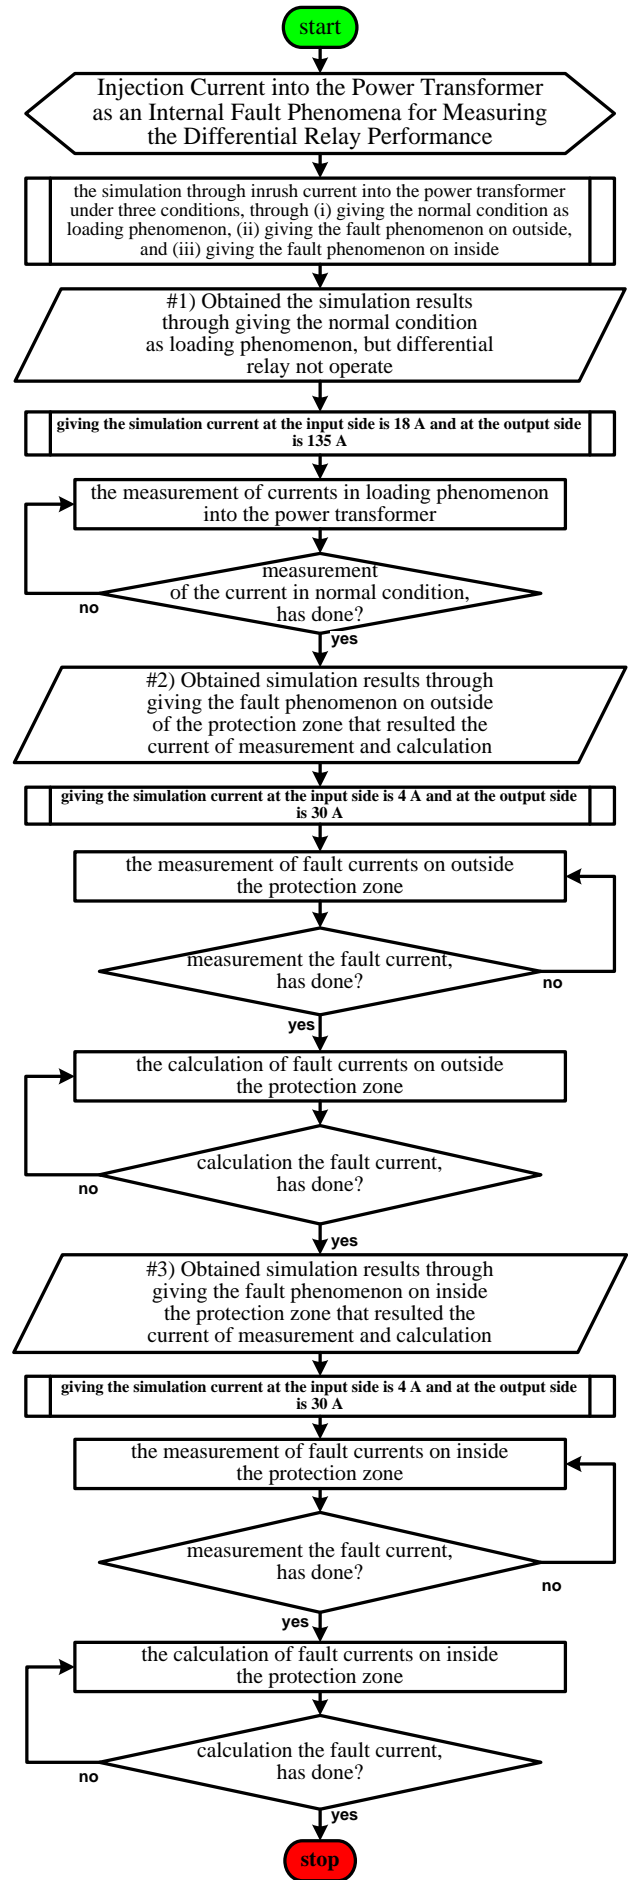 start
Injection Current into the Power Transformer
as an Internal Fault Phenomena for Measuring
the Differential Relay Performance
the simulation through inrush current into the power transformer
under three conditions, through (i) giving the normal condition as
loading phenomenon, (ii) giving the fault phenomenon on outside,
and (iii) giving the fault phenomenon on inside
#1) Obtained the simulation results
through giving the normal condition
as loading phenomenon, but differential
relay not operate
giving the simulation current at the input side is 18 A and at the output side
is 135 A
the measurement of currents in loading phenomenon
into the power transformer
measurement
of the current in normal condition,
has done?
no
yes
#2) Obtained simulation results through
giving the fault phenomenon on outside
of the protection zone that resulted the
current of measurement and calculation
giving the simulation current at the input side is 4 A and at the output side
is 30 A
the measurement of fault currents on outside
the protection zone
measurement the fault current,
has done?
no
yes
the calculation of fault currents on outside
the protection zone
calculation the fault current,
has done?
no
yes
#3) Obtained simulation results through
giving the fault phenomenon on inside
the protection zone that resulted the
current of measurement and calculation
giving the simulation current at the input side is 4 A and at the output side
is 30 A
the measurement of fault currents on inside
the protection zone
measurement the fault current,
has done?
no
yes
the calculation of fault currents on inside
the protection zone
calculation the fault current,
has done?
no
yes
stop